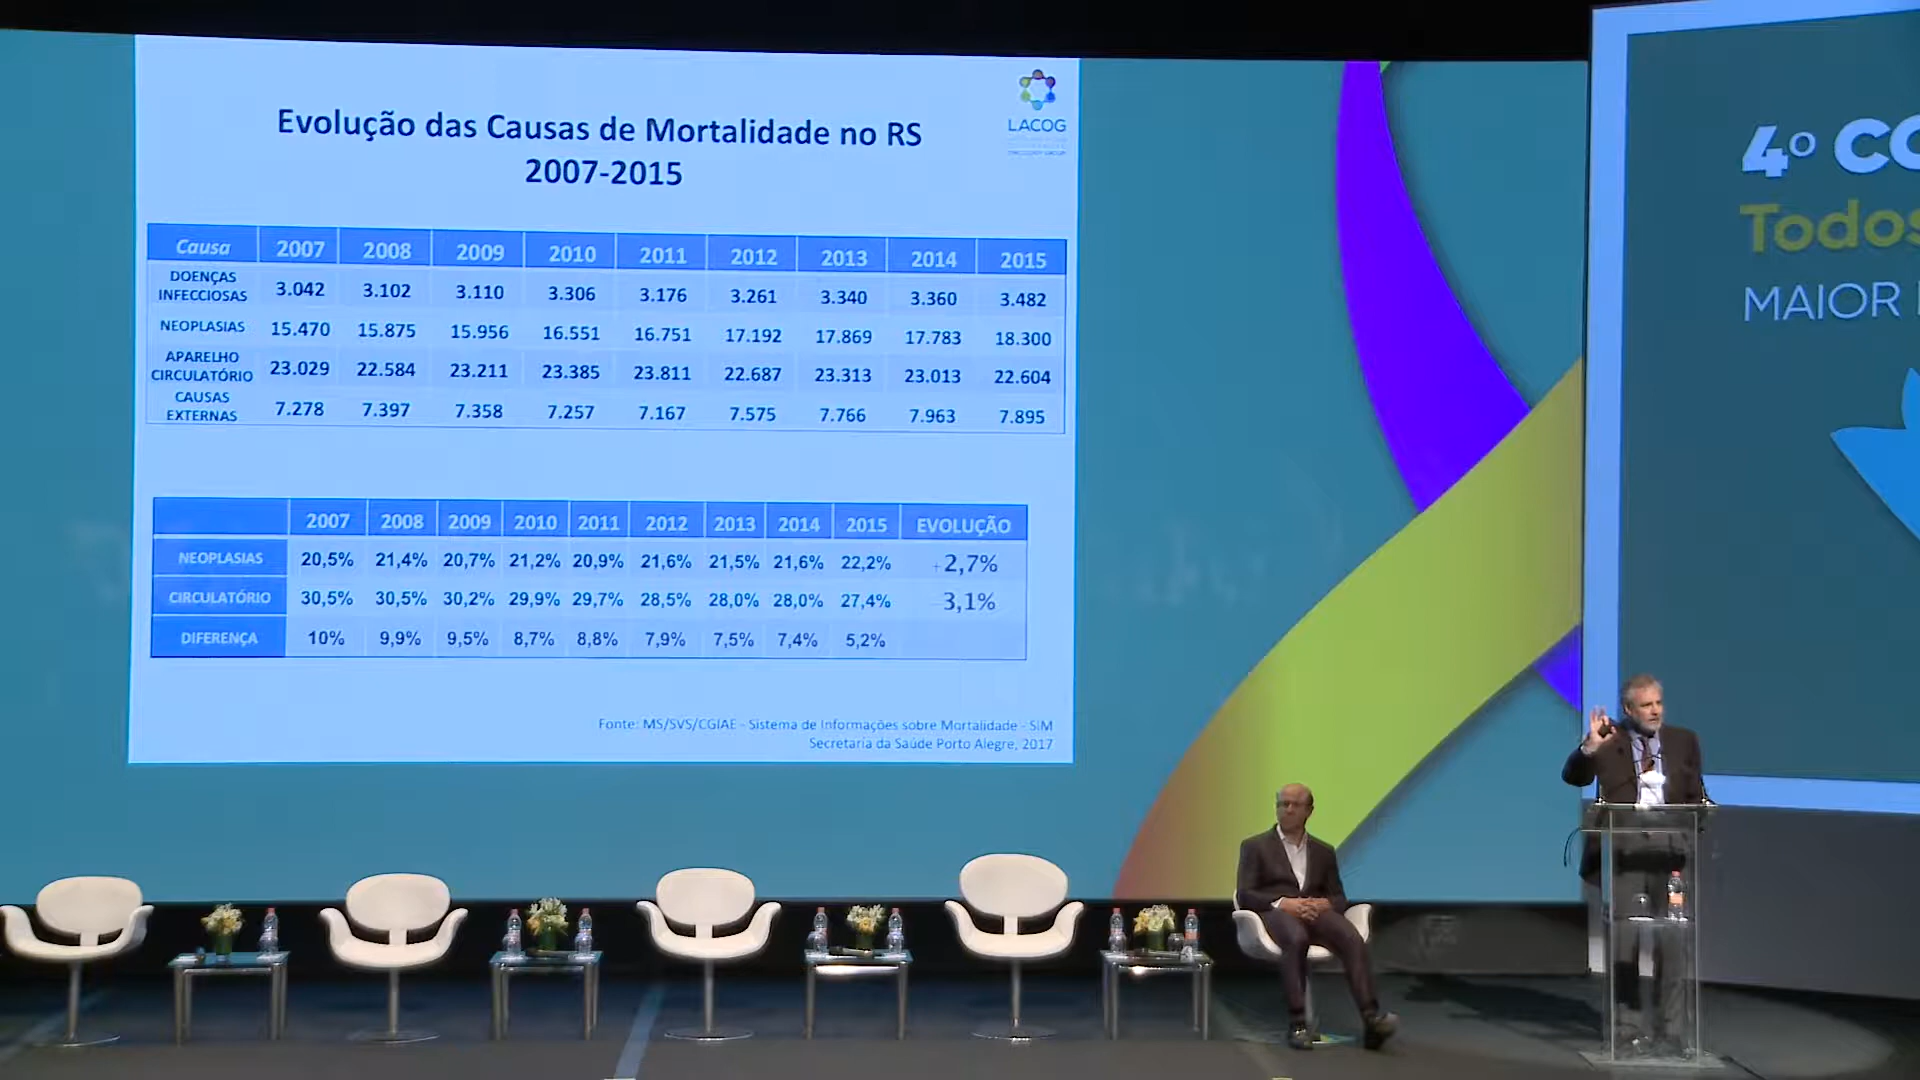 LACOG
Evolução das Causas de Mortalidade no RS
2007-2015
Causa 2007 2008 2009 2010 2011 2012 2013 2014 2015
DOENÇAS
INFECCIOSAS 3.042 3.102 3.110 3.306 3.176 3.261 3.340 3.360 3.482
NEOPLASIAS 15.470 15.875 15.956 16.551 16.751 17.192 17.869 17.783 18.300
APARELHO
CIRCULATÓRIO 23.029 22.584 23.211 23.385 23.811 22.687 23.313 23.013 22.604
CAUSAS
EXTERNAS 7.278 7.397 7.358 7.257 7.167 7.575 7.766 7.963 7.895
2007 2008 2009 2010 2011 2012 2013 2014 2015 EVOLUÇÃO
NEOPLASIAS 20,5% 21,4% 20,7% 21,2% 20,9% 21,6% 21,5% 21,6% 22,2% +2,7%
CIRCULATÓRIO 30,5% 30,5% 30,2% 29,9% 29,7% 28,5% 28,0% 28,0% 27,4% -3,1%
DIFERENÇA 10% 9,9% 9,5% 8,7% 8,8% 7,9% 7,5% 7,4% 5,2%
Fonte: MS/SVS/CGIAE - Sistema de Informações sobre Mortalidade - SIM
Secretaria da Saúde Porto Alegre, 2017
4º CO
Todos
MAIOR